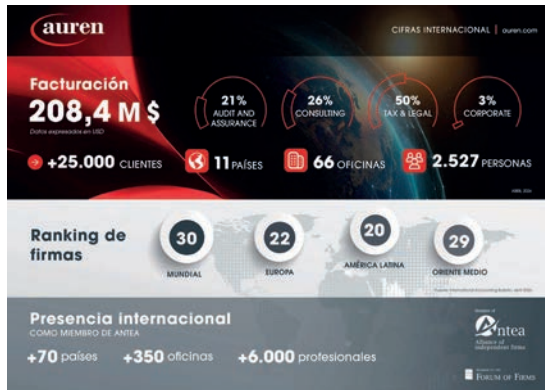 auren
CIFRAS INTERNACIONAL | auren.com
Facturación
208,4 M $
Datos expresados en USD
21%
AUDIT AND
ASSURANCE
26%
CONSULTING
50%
TAX & LEGAL
3%
CORPORATE
+25.000 CLIENTES
11 PAÍSES
66 OFICINAS
2.527 PERSONAS
Ranking de
firmas
30
MUNDIAL
22
EUROPA
20
AMÉRICA LATINA
29
ORIENTE MEDIO
Presencia internacional
COMO MIEMBRO DE ANTEA
+70 países
+350 oficinas
+6.000 profesionales
Antea
Alliance of
independent firms
FORUM OF FIRMS